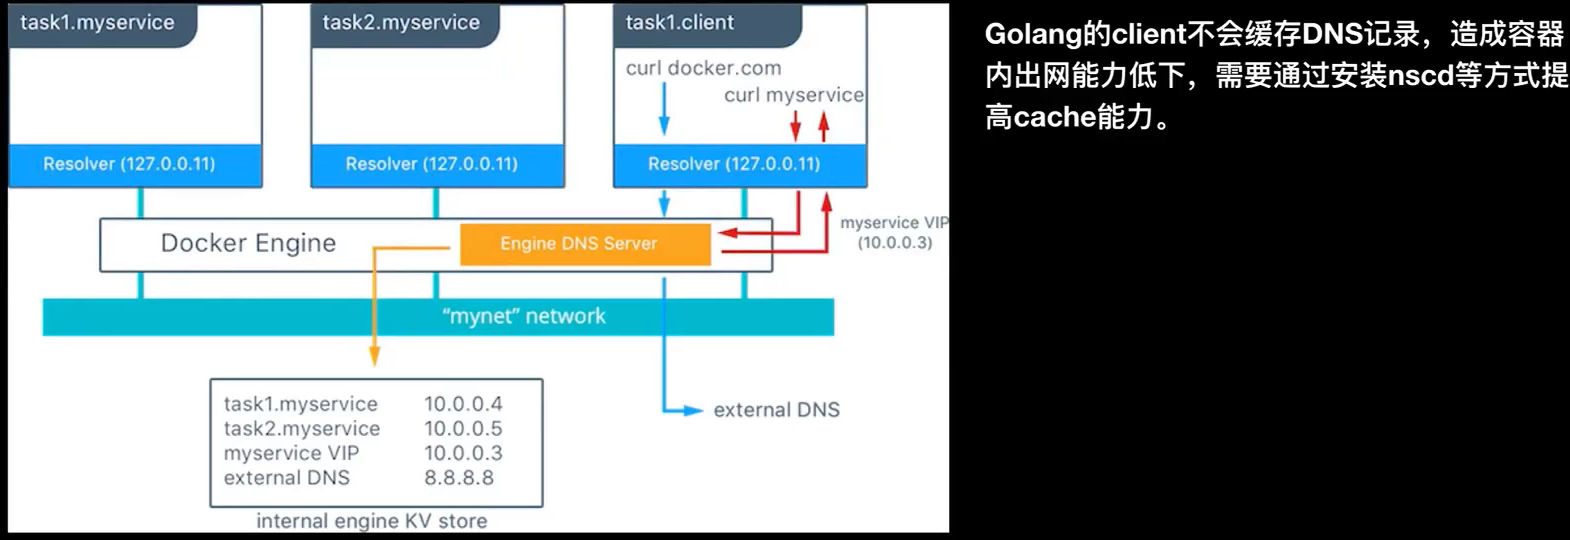 task1.myservice
task2.myservice
task1.client
curl docker.com
curl myservice
Resolver (127.0.0.11)
Resolver (127.0.0.11)
Resolver (127.0.0.11)
myservice VIP
(10.0.0.3)
Docker Engine
Engine DNS Server
“mynet” network
task1.myservice 10.0.0.4
task2.myservice 10.0.0.5
myservice VIP 10.0.0.3
external DNS 8.8.8.8
internal engine KV store
external DNS
Golang的client不会缓存DNS记录，造成容器
内出网能力低下，需要通过安装nscd等方式提
高cache能力。